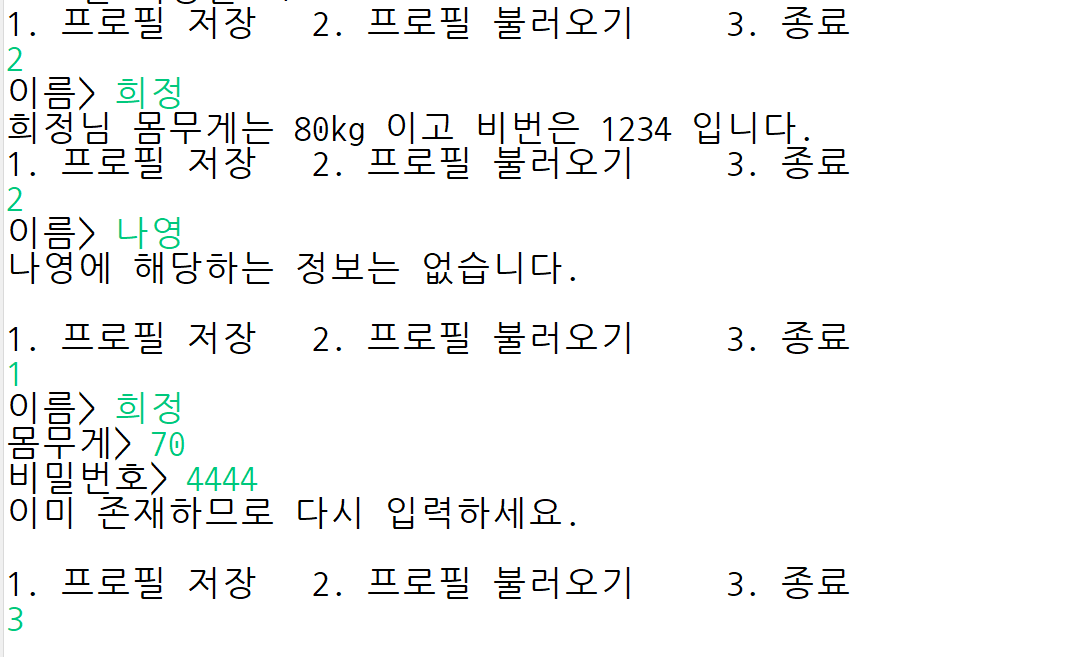 1. 프로필 저장 2. 프로필 불러오기 3. 종료
2
이름> 희정
희정님 몸무게는 80kg 이고 비번은 1234 입니다.
1. 프로필 저장 2. 프로필 불러오기 3. 종료
2
이름> 나영
나영에 해당하는 정보는 없습니다.
1. 프로필 저장 2. 프로필 불러오기 3. 종료
1
이름> 희정
몸무게> 70
비밀번호> 4444
이미 존재하므로 다시 입력하세요.
1. 프로필 저장 2. 프로필 불러오기 3. 종료
3